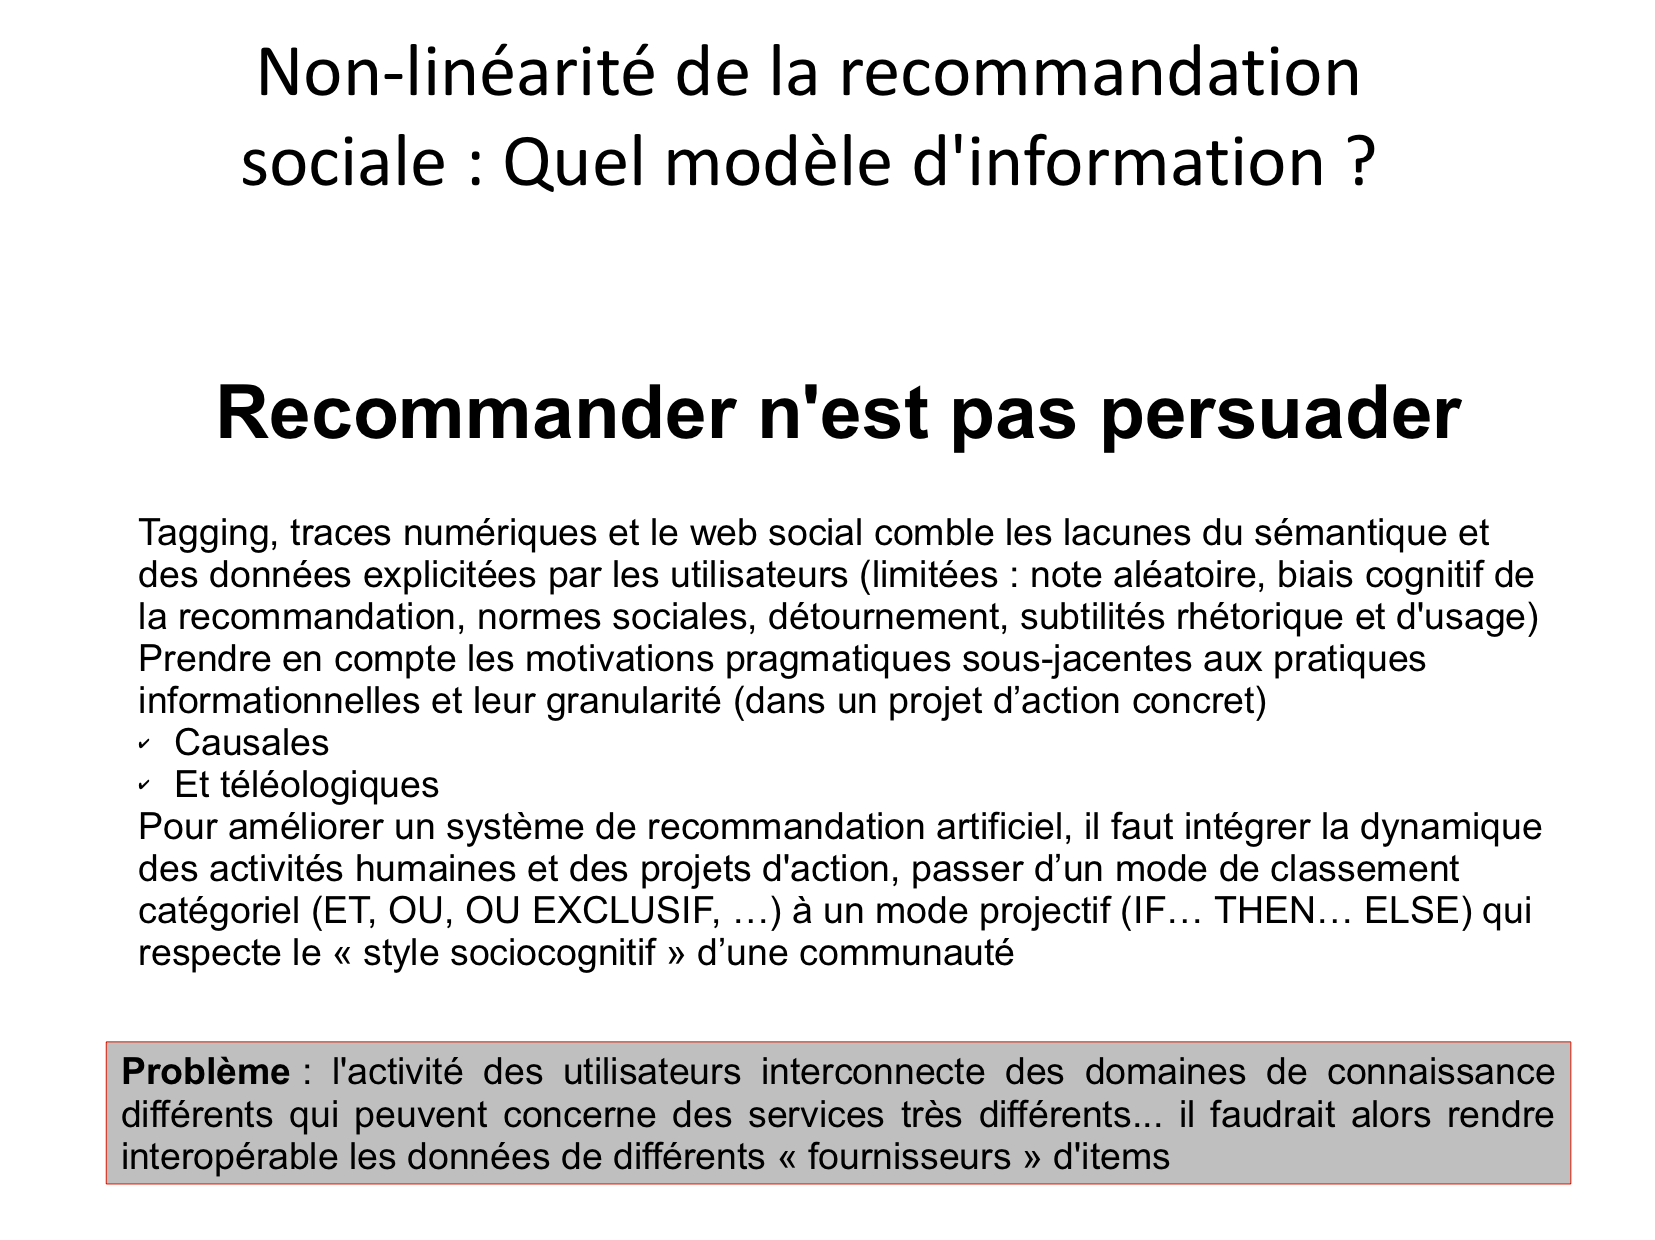 Non-linéarité de la recommandation
sociale : Quel modèle d'information ?
Recommander n'est pas persuader
Tagging, traces numériques et le web social comble les lacunes du sémantique et
des données explicitées par les utilisateurs (limitées : note aléatoire, biais cognitif de
la recommandation, normes sociales, détournement, subtilités rhétorique et d'usage)
Prendre en compte les motivations pragmatiques sous-jacentes aux pratiques
informationnelles et leur granularité (dans un projet d’action concret)
✔ Causales
✔ Et téléologiques
Pour améliorer un système de recommandation artificiel, il faut intégrer la dynamique
des activités humaines et des projets d'action, passer d’un mode de classement
catégoriel (ET, OU, OU EXCLUSIF, …) à un mode projectif (IF… THEN… ELSE) qui
respecte le « style sociocognitif » d’une communauté
Problème : l'activité des utilisateurs interconnecte des domaines de connaissance
différents qui peuvent concerne des services très différents... il faudrait alors rendre
interopérable les données de différents « fournisseurs » d'items